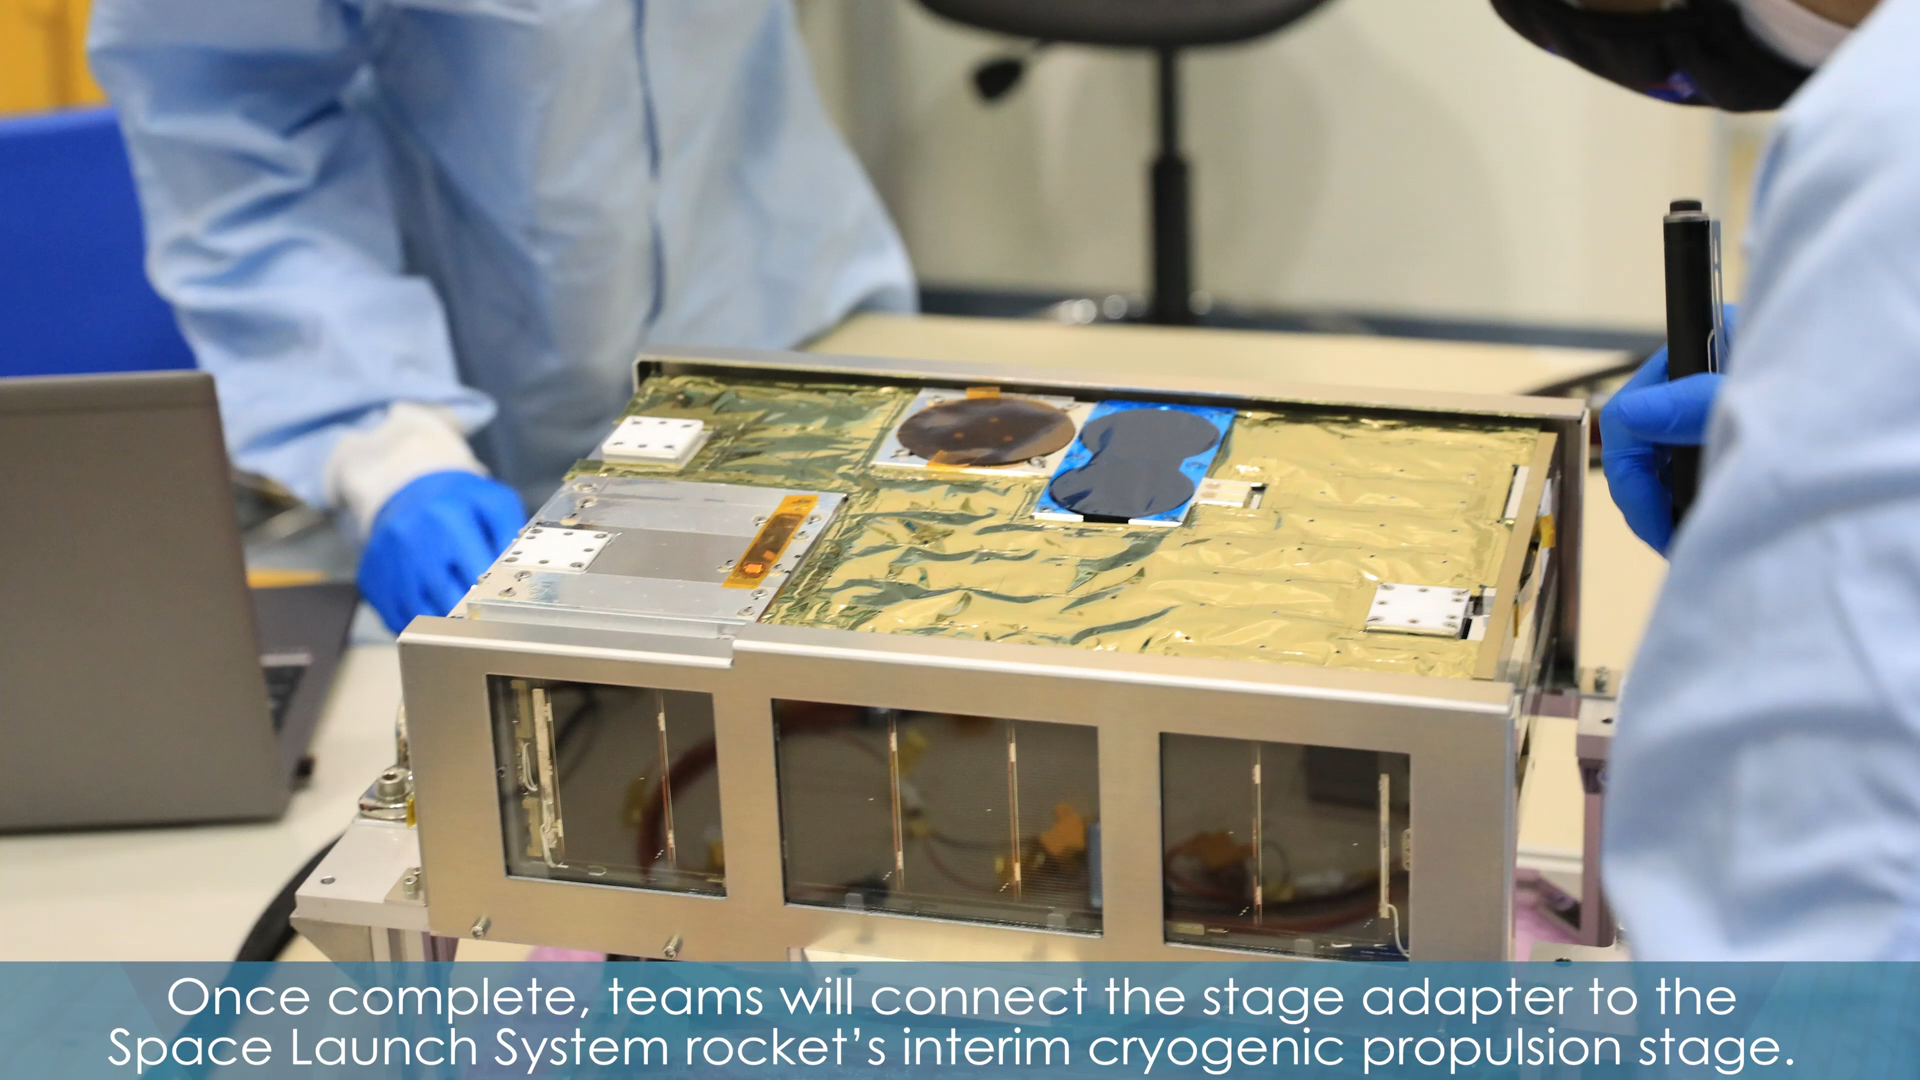 Once complete, teams will connect the stage adapter to the
Space Launch System rocket's interim cryogenic propulsion stage.